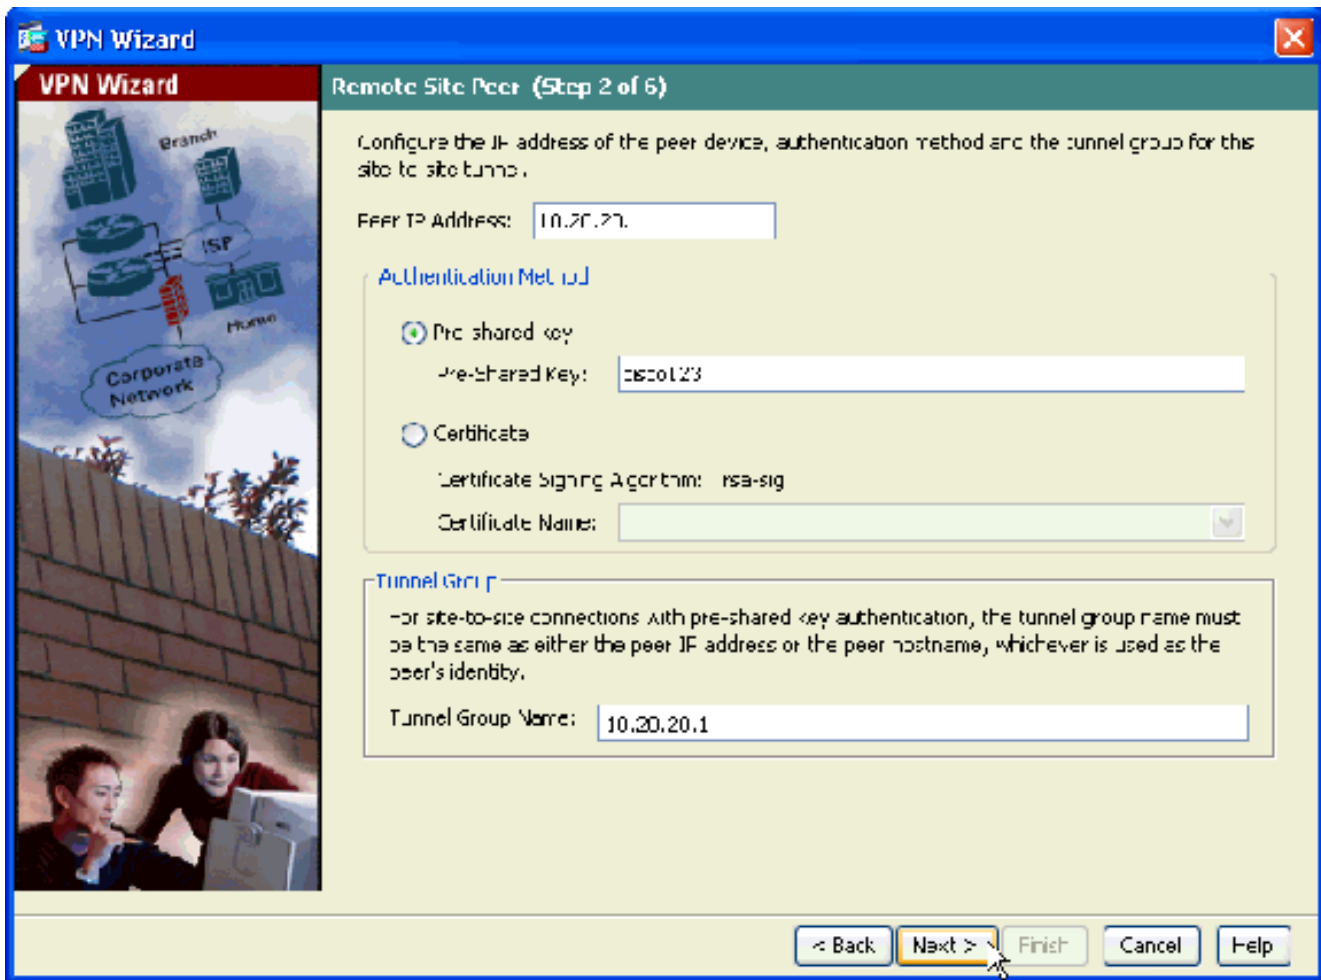 VPN Wizard
VPN Wizard
Remote Site Peer (Step 2 of 6)
Branch
ISP
Home
Corporate
Network
Configure the IP address of the peer device, authentication method and the tunnel group for this
site-to-site tunnel.
Peer IP Address: 10.20.20.
Authentication Method
Pre-shared key
Pre-Shared Key: cisco123
Certificate
Certificate Signing Algorithm: rsa-sig
Certificate Name:
Tunnel Group
For site-to-site connections with pre-shared key authentication, the tunnel group name must
be the same as either the peer IP address or the peer hostname, whichever is used as the
peer's identity.
Tunnel Group Name: 10.20.20.1
< Back Next > Finish Cancel Help